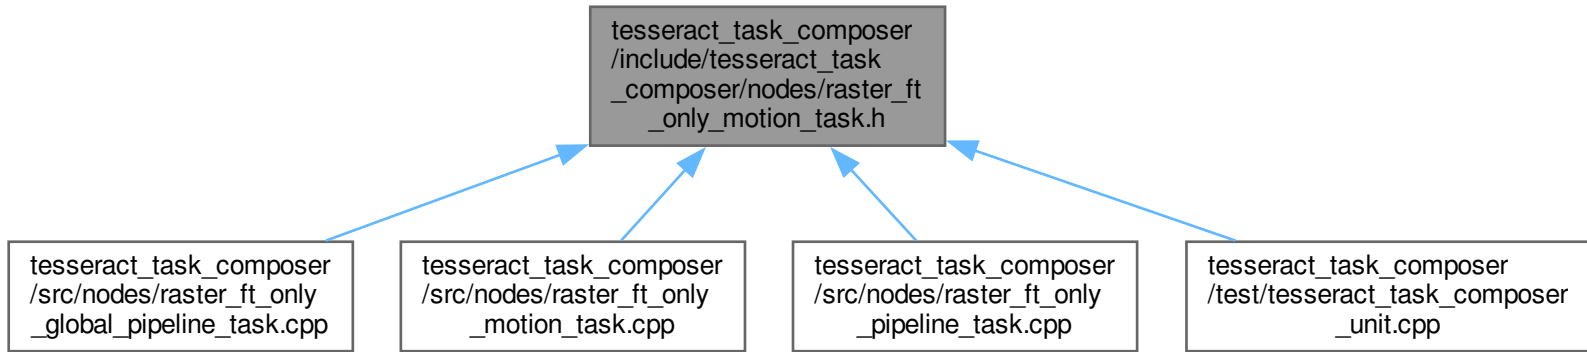 tesseract_task_composer
/include/tesseract_task
_composer/nodes/raster_ft
_only_motion_task.h
tesseract_task_composer
/src/nodes/raster_ft_only
_global_pipeline_task.cpp
tesseract_task_composer
/src/nodes/raster_ft_only
_motion_task.cpp
tesseract_task_composer
/src/nodes/raster_ft_only
_pipeline_task.cpp
tesseract_task_composer
/test/tesseract_task_composer
_unit.cpp